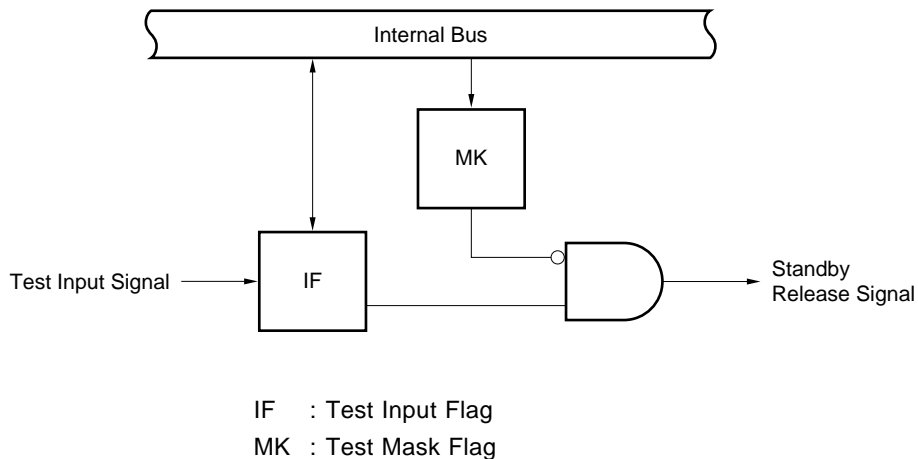 Internal Bus
MK
Test Input Signal
IF
Standby
Release Signal
IF : Test Input Flag
MK : Test Mask Flag